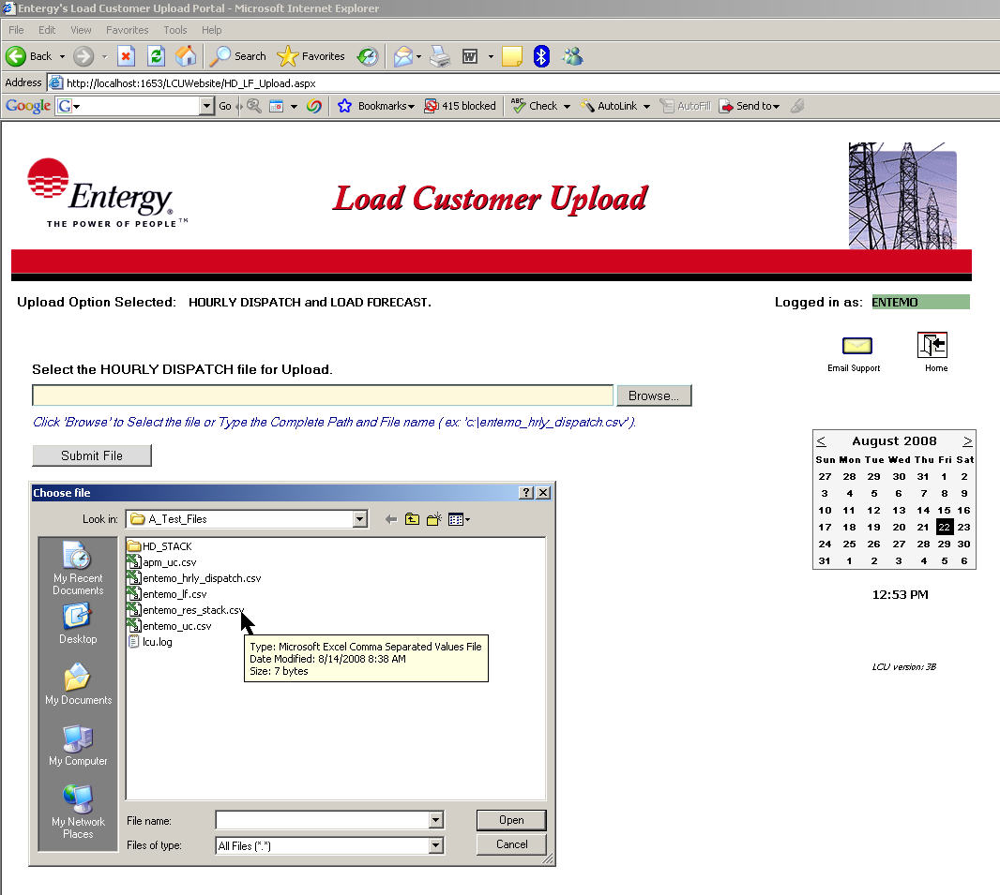 Entergy's Load Customer Upload Portal - Microsoft Internet Explorer
File Edit View Favorites Tools Help
Back Search Favorites
Address http://localhost:1653/LCUWebsite/HD_LF_Upload.aspx
Google G Go Bookmarks 415 blocked ABC Check AutoLink AutoFill Send to
Entergy®
THE POWER OF PEOPLE™
Load Customer Upload
Upload Option Selected: HOURLY DISPATCH and LOAD FORECAST.
Logged in as: ENTEMO
Email Support Home
Select the HOURLY DISPATCH file for Upload.
Browse...
Click 'Browse' to Select the file or Type the Complete Path and File name ( ex: 'c:\entemo_hrly_dispatch.csv' ).
Submit File
< August 2008 >
Sun Mon Tue Wed Thu Fri Sat
27 28 29 30 31 1 2
3 4 5 6 7 8 9
10 11 12 13 14 15 16
17 18 19 20 21 22 23
24 25 26 27 28 29 30
31 1 2 3 4 5 6
12:53 PM
LCU version: 3B
Choose file
Look in: A_Test_Files
My Recent
Documents
Desktop
My Documents
My Computer
My Network
Places
HD_STACK
apm_uc.csv
entemo_hrly_dispatch.csv
entemo_lf.csv
entemo_res_stack.csv
entemo_uc.csv
lcu.log
Type: Microsoft Excel Comma Separated Values File
Date Modified: 8/14/2008 8:38 AM
Size: 7 bytes
File name:
Open
Files of type: All Files (*.*)
Cancel